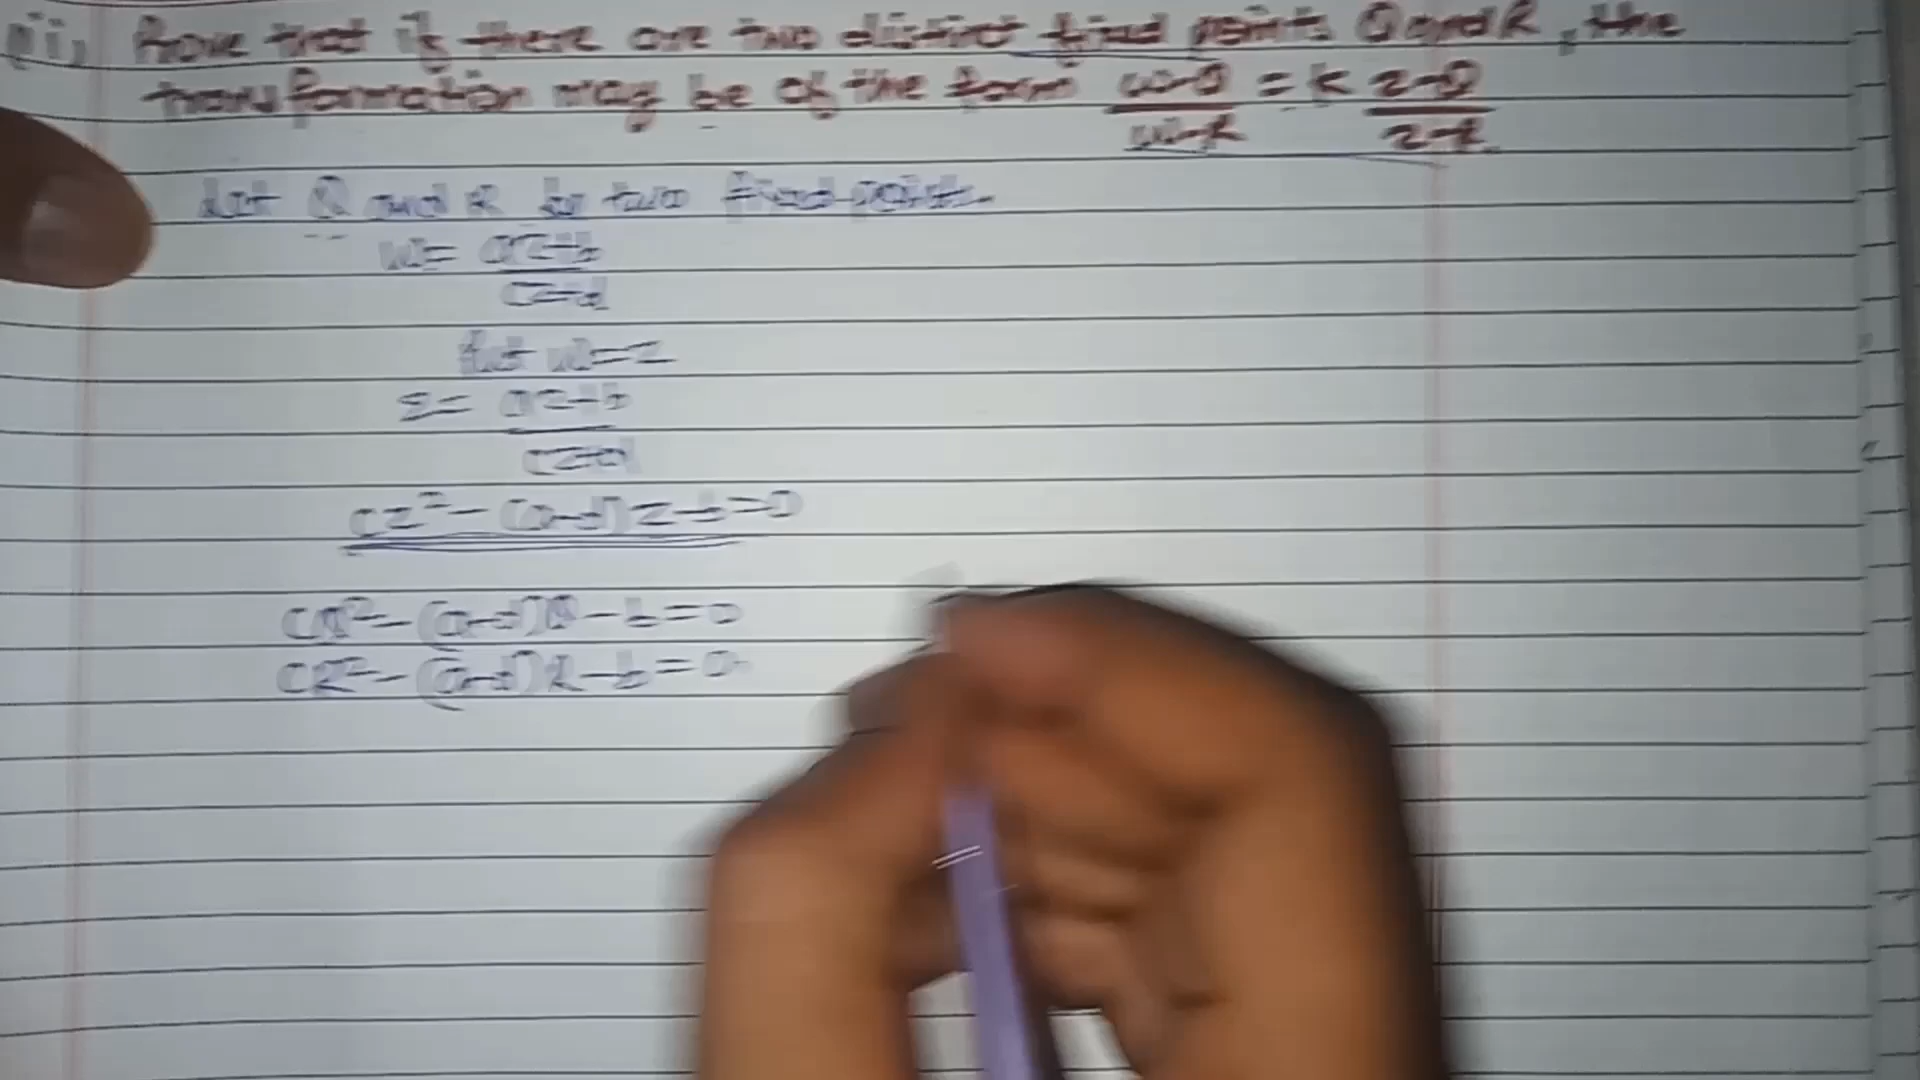 (ii) Prove that if there are two distinct fixed points Q and R, the
transformation may be of the form (w-Q)/(w-R) = k (z-Q)/(z-R).
Let Q and R be two fixed points.
w = (az+b)/(cz+d)
Put w=z
z = (az+b)/(cz+d)
cz² - (a-d)z - b = 0
cQ² - (a-d)Q - b = 0
cR² - (a-d)R - b = 0